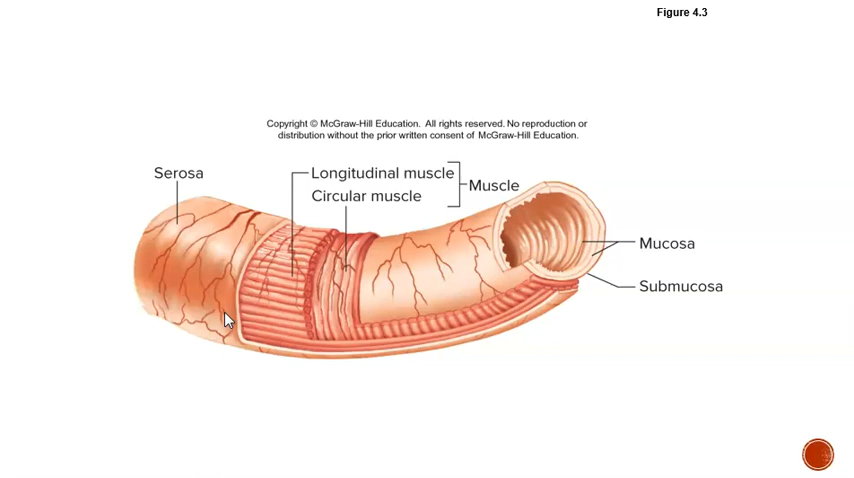 Figure 4.3
Copyright © McGraw-Hill Education. All rights reserved. No reproduction or
distribution without the prior written consent of McGraw-Hill Education.
Serosa
Longitudinal muscle
Circular muscle
Muscle
Mucosa
Submucosa